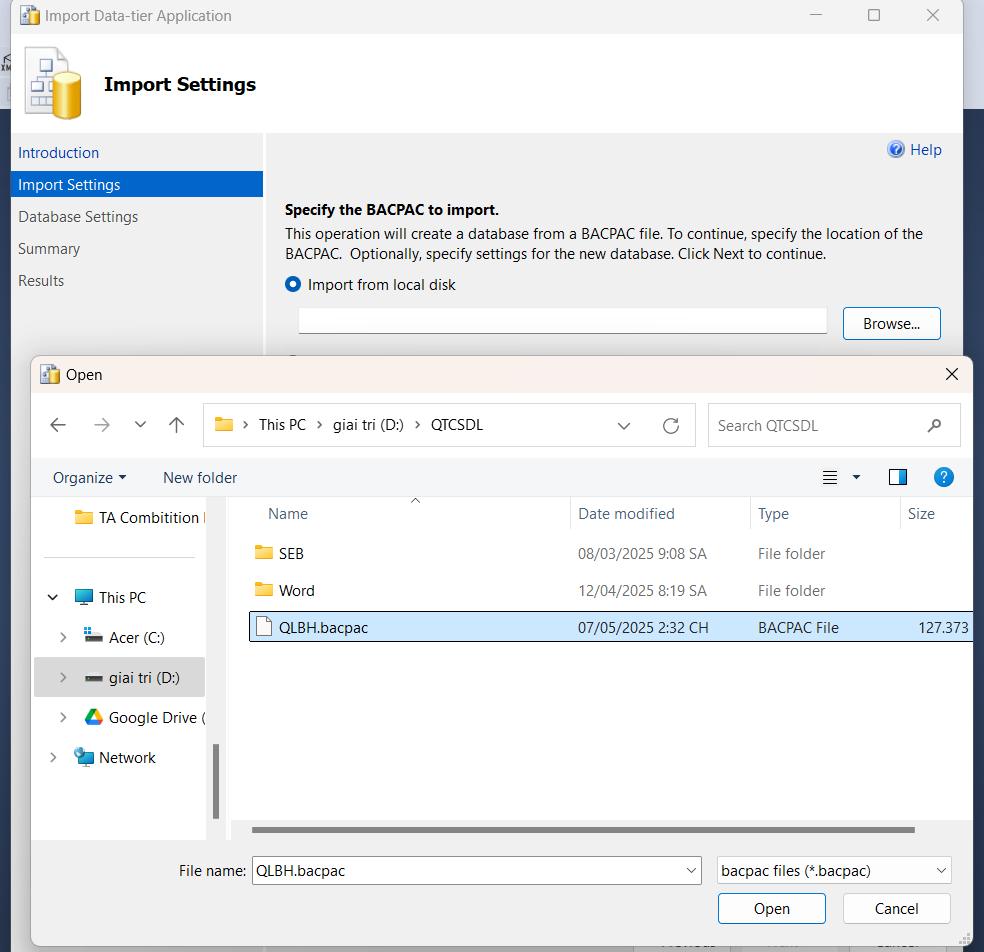 Import Data-tier Application
Import Settings
Introduction
Import Settings
Database Settings
Summary
Results
Help
Specify the BACPAC to import.
This operation will create a database from a BACPAC file. To continue, specify the location of the
BACPAC.  Optionally, specify settings for the new database. Click Next to continue.
Import from local disk
Browse...
Open
This PC > giai tri (D:) > QTCSDL
Search QTCSDL
Organize
New folder
TA Combitition
This PC
Acer (C:)
giai tri (D:)
Google Drive (
Network
Name Date modified Type Size
SEB 08/03/2025 9:08 SA File folder
Word 12/04/2025 8:19 SA File folder
QLBH.bacpac 07/05/2025 2:32 CH BACPAC File 127.373
File name: QLBH.bacpac
bacpac files (*.bacpac)
Open
Cancel